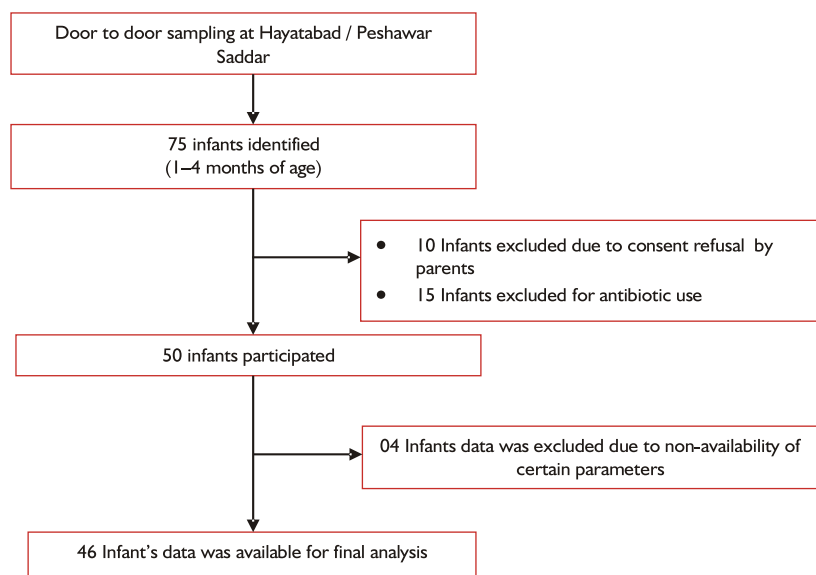 Door to door sampling at Hayatabad / Peshawar
Saddar
75 infants identified
(1–4 months of age)
● 10 Infants excluded due to consent refusal by
parents
● 15 Infants excluded for antibiotic use
50 infants participated
04 Infants data was excluded due to non-availability of
certain parameters
46 Infant's data was available for final analysis